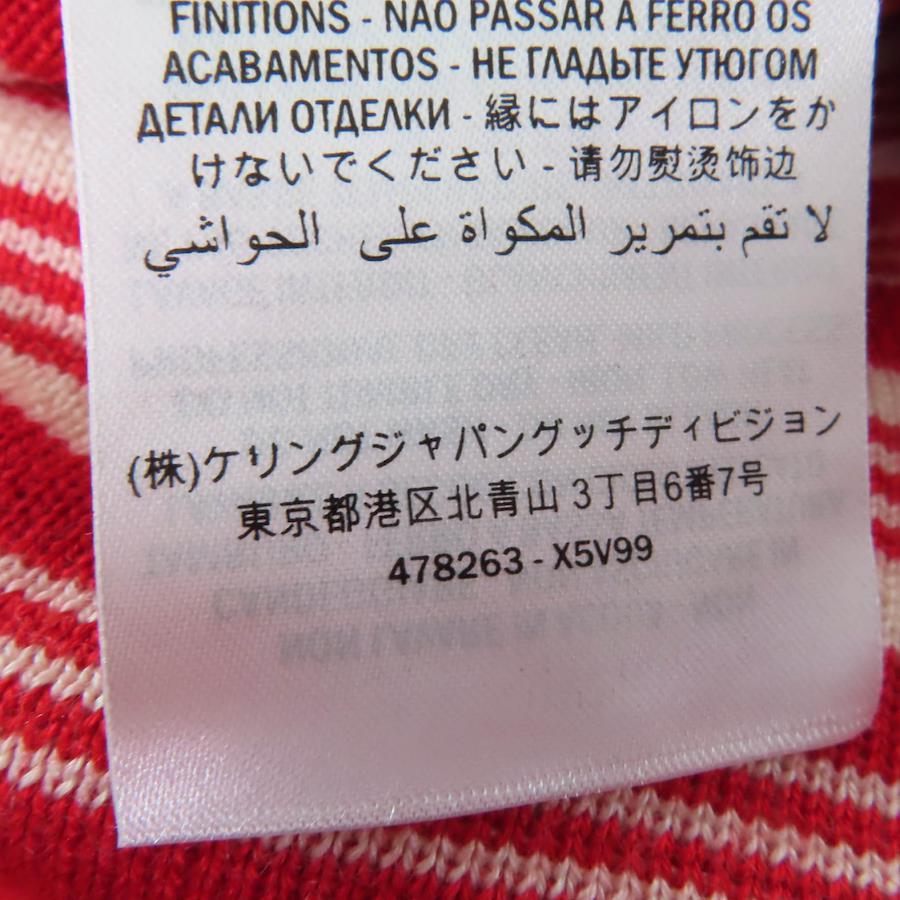 FINITIONS - NÃO PASSAR A FERRO OS
ACABAMENTOS - НЕ ГЛАДЬТЕ УТЮГОМ
ДЕТАЛИ ОТДЕЛКИ - 縁にはアイロンをか
けないでください - 请勿熨烫饰边
لا تقم بتمرير المكواة على الحواشي
(株)ケリングジャパングッチディビジョン
東京都港区北青山 3丁目6番7号
478263 - X5V99